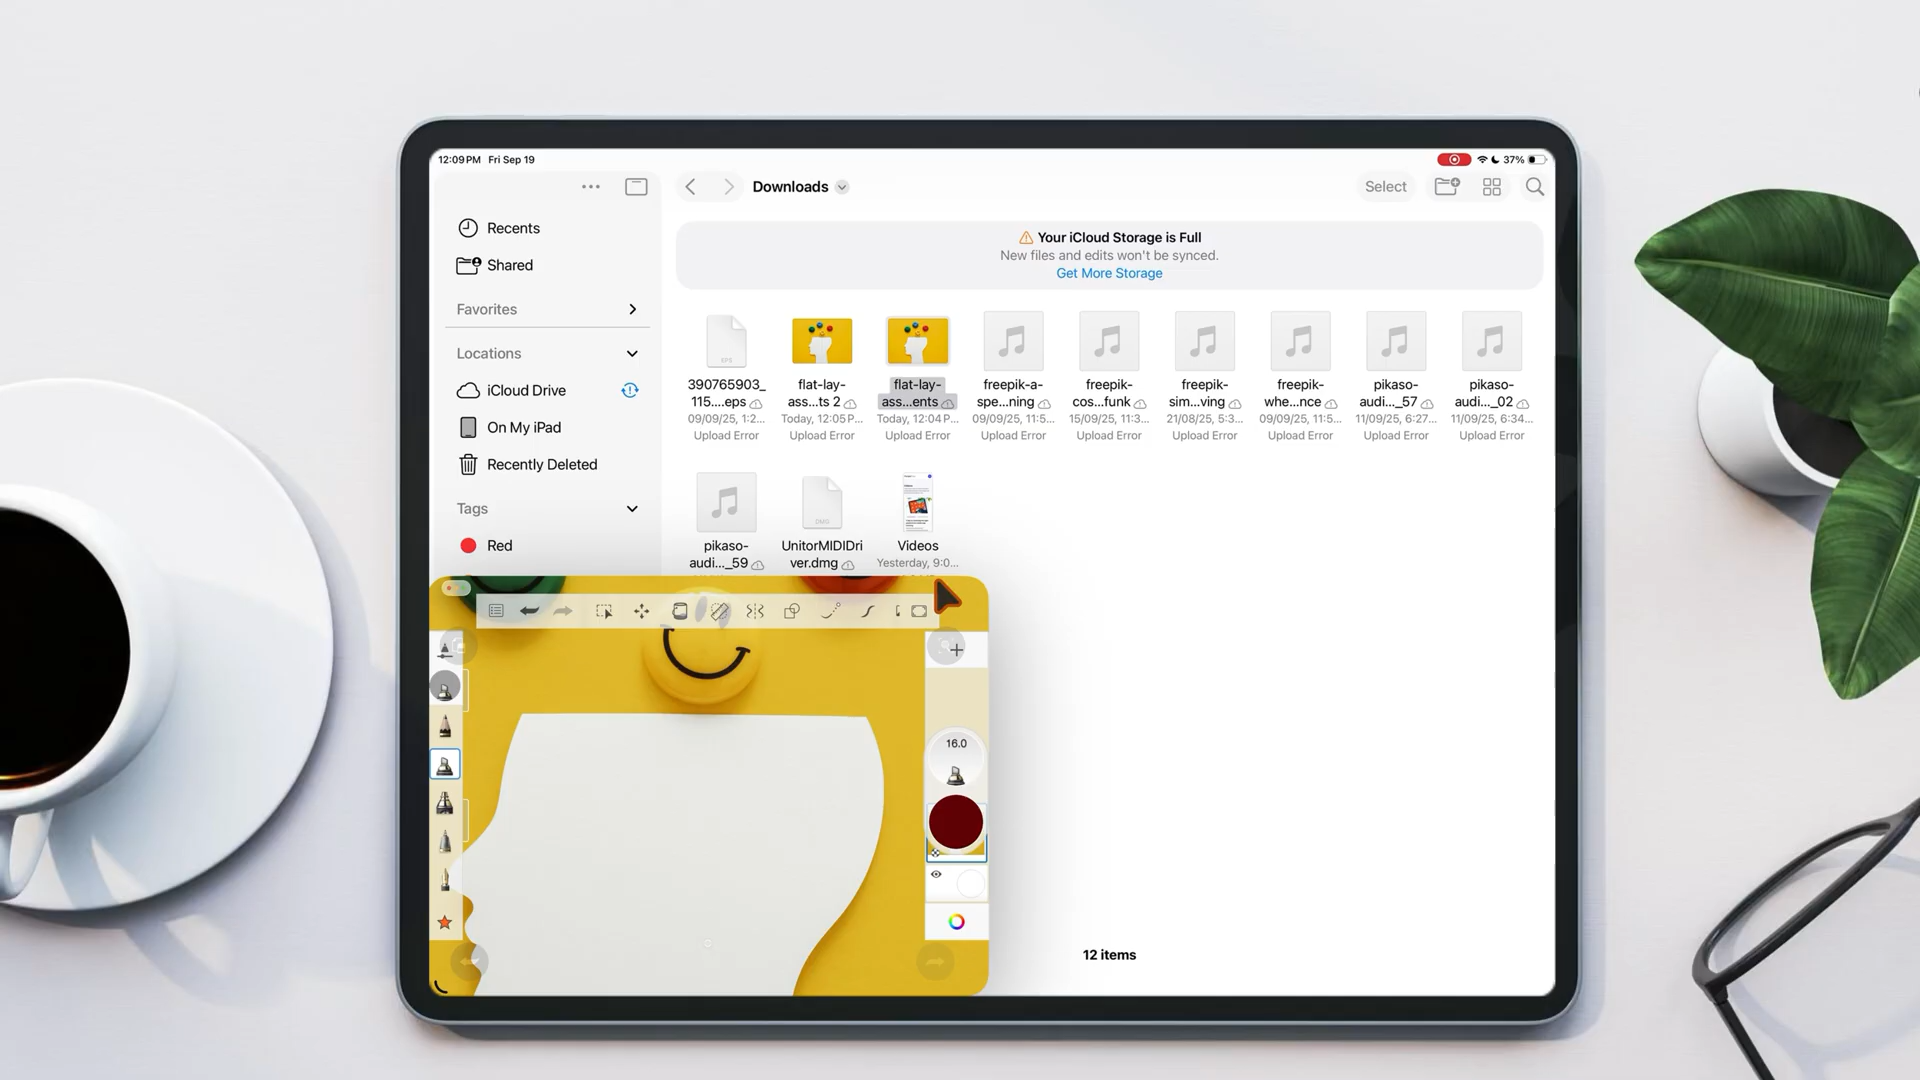 12:09 PM Fri Sep 19
37%
Downloads
Select
Recents
Shared
Favorites
Locations
iCloud Drive
On My iPad
Recently Deleted
Tags
Red
Your iCloud Storage is Full
New files and edits won't be synced.
Get More Storage
EPS
390765903_
115....eps
09/09/25, 1:2...
Upload Error
flat-lay-
ass...ts 2
Today, 12:05 P...
Upload Error
flat-lay-
ass...ents
Today, 12:04 P...
Upload Error
freepik-a-
spe...ning
09/09/25, 11:5...
Upload Error
freepik-
cos...funk
15/09/25, 11:3...
Upload Error
freepik-
sim...ving
21/08/25, 5:3...
Upload Error
freepik-
whe...nce
09/09/25, 11:5...
Upload Error
pikaso-
audi..._57
11/09/25, 6:27...
Upload Error
pikaso-
audi..._02
11/09/25, 6:34...
Upload Error
pikaso-
audi..._59
DMG
UnitorMIDIDri
ver.dmg
Videos
Yesterday, 9:0...
16.0
12 items